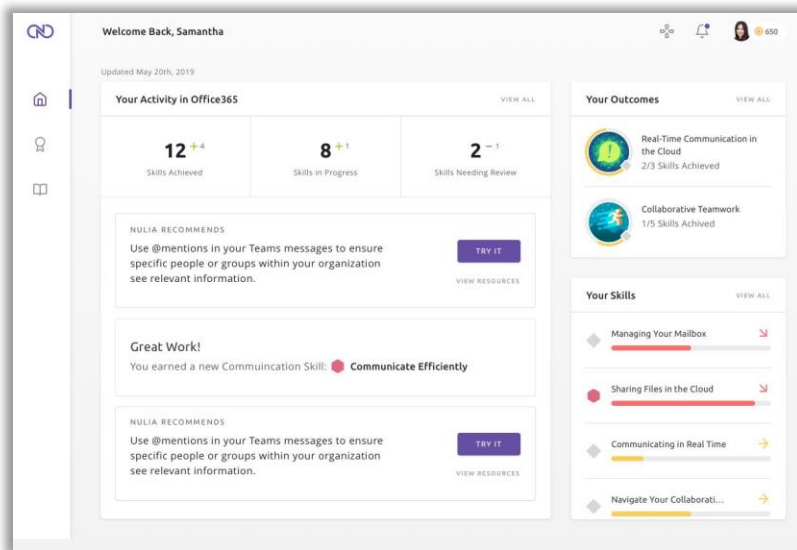 Welcome Back, Samantha
650
Updated May 20th, 2019
Your Activity in Office365
VIEW ALL
12 +4
Skills Achieved
8 +1
Skills in Progress
2 −1
Skills Needing Review
NULIA RECOMMENDS
Use @mentions in your Teams messages to ensure
specific people or groups within your organization
see relevant information.
TRY IT
VIEW RESOURCES
Great Work!
You earned a new Commuincation Skill: Communicate Efficiently
NULIA RECOMMENDS
Use @mentions in your Teams messages to ensure
specific people or groups within your organization
see relevant information.
TRY IT
VIEW RESOURCES
Your Outcomes
VIEW ALL
Real-Time Communication in
the Cloud
2/3 Skills Achieved
Collaborative Teamwork
1/5 Skills Achived
Your Skills
VIEW ALL
Managing Your Mailbox
Sharing Files in the Cloud
Communicating in Real Time
Navigate Your Collaborati...